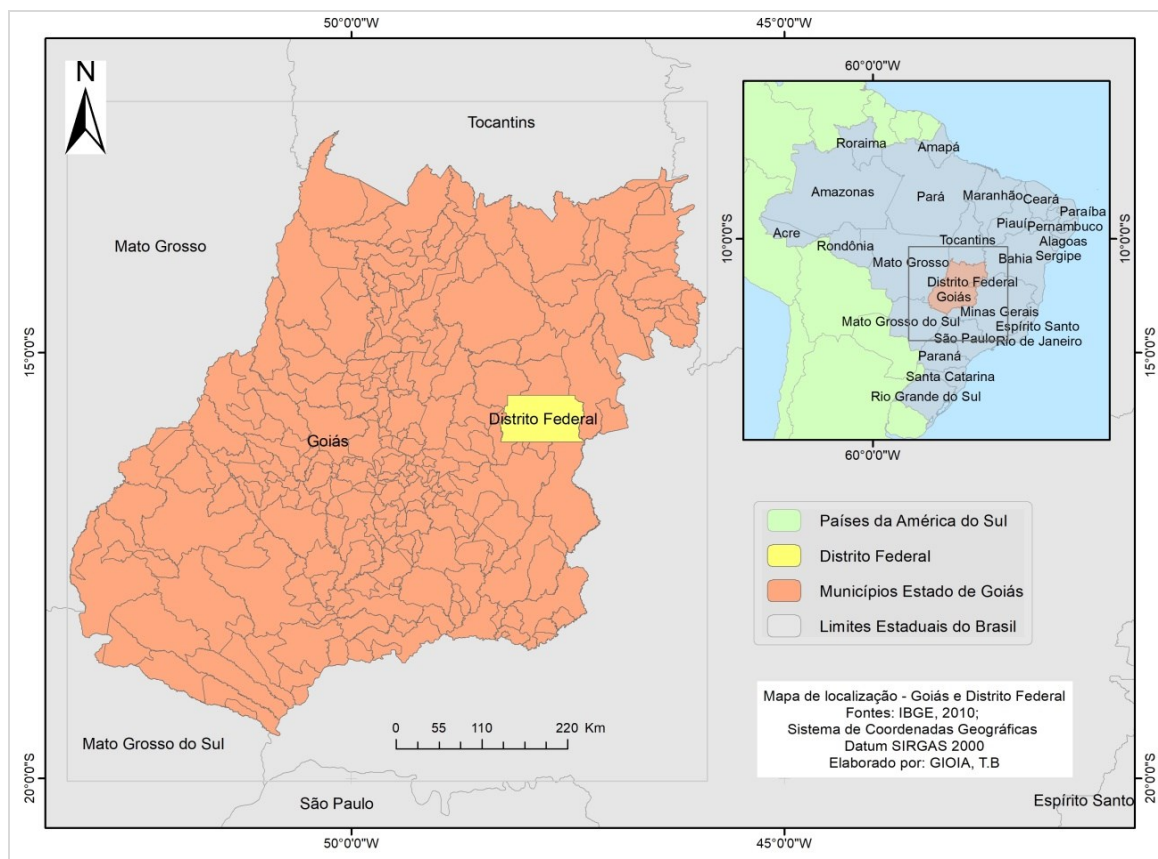 50°0'0"W
45°0'0"W
60°0'0"W
N
Tocantins
Mato Grosso
Goiás
Distrito Federal
Mato Grosso do Sul
São Paulo
Espírito Santo
15°0'0"S
20°0'0"S
0 55 110 220 Km
Roraima
Amapá
Amazonas
Pará
Maranhão
Ceará
Paraíba
Piauí
Pernambuco
Acre
Rondônia
Tocantins
Alagoas
Mato Grosso
Bahia
Sergipe
Distrito Federal
Goiás
Minas Gerais
Mato Grosso do Sul
Espírito Santo
São Paulo
Rio de Janeiro
Paraná
Santa Catarina
Rio Grande do Sul
10°0'0"S
10°0'0"S
15°0'0"S
60°0'0"W
Países da América do Sul
Distrito Federal
Municípios Estado de Goiás
Limites Estaduais do Brasil
Mapa de localização - Goiás e Distrito Federal
Fontes: IBGE, 2010;
Sistema de Coordenadas Geográficas
Datum SIRGAS 2000
Elaborado por: GIOIA, T.B
20°0'0"S
50°0'0"W
45°0'0"W